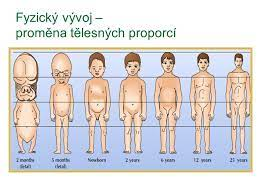 Fyzický vývoj –
proměna tělesných proporcí
2 months 5 months Newborn 2 years 6 years 12 years 25 years
(fetal) (fetal)